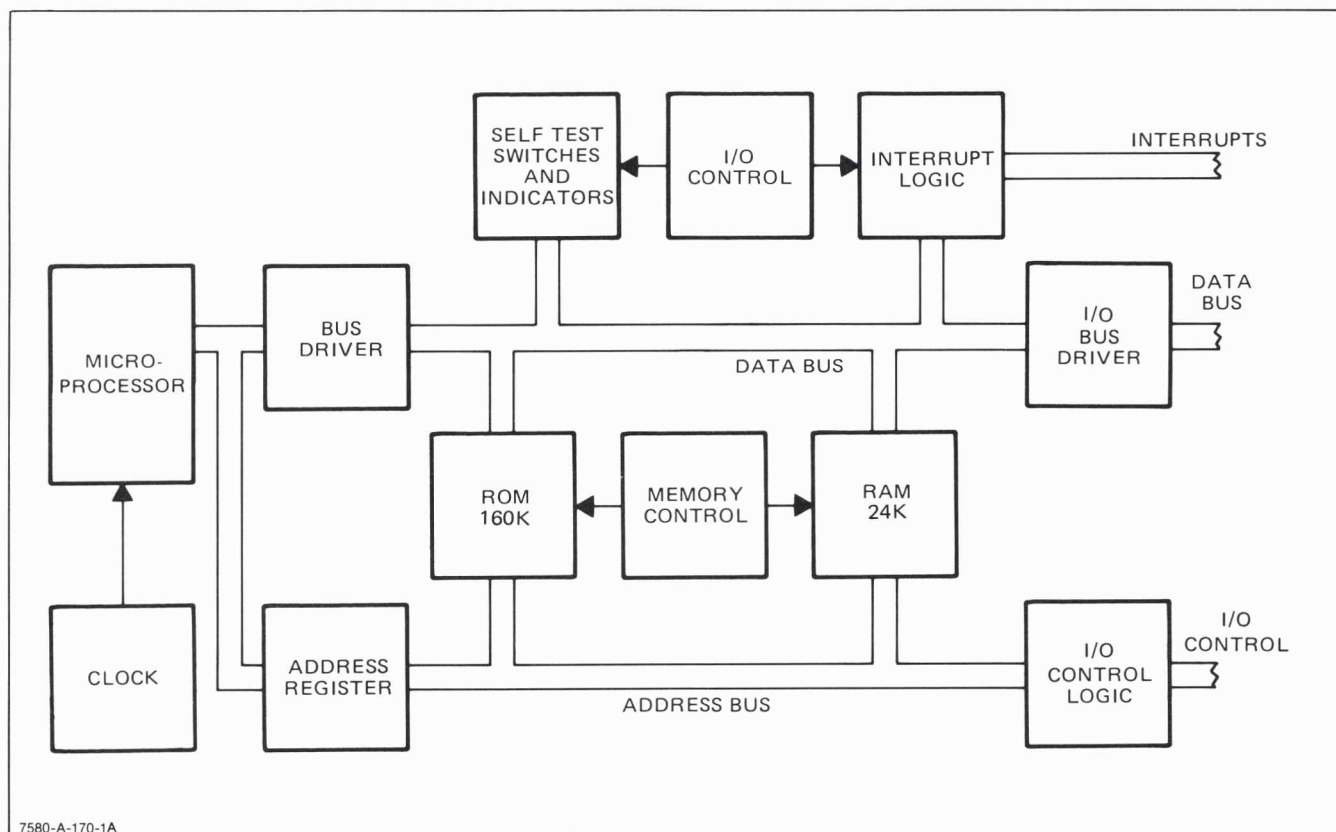 SELF TEST
SWITCHES
AND
INDICATORS
I/O
CONTROL
INTERRUPT
LOGIC
INTERRUPTS
MICRO-
PROCESSOR
BUS
DRIVER
DATA BUS
I/O
BUS
DRIVER
DATA
BUS
ROM
160K
MEMORY
CONTROL
RAM
24K
CLOCK
ADDRESS
REGISTER
ADDRESS BUS
I/O
CONTROL
LOGIC
I/O
CONTROL
7580-A-170-1A